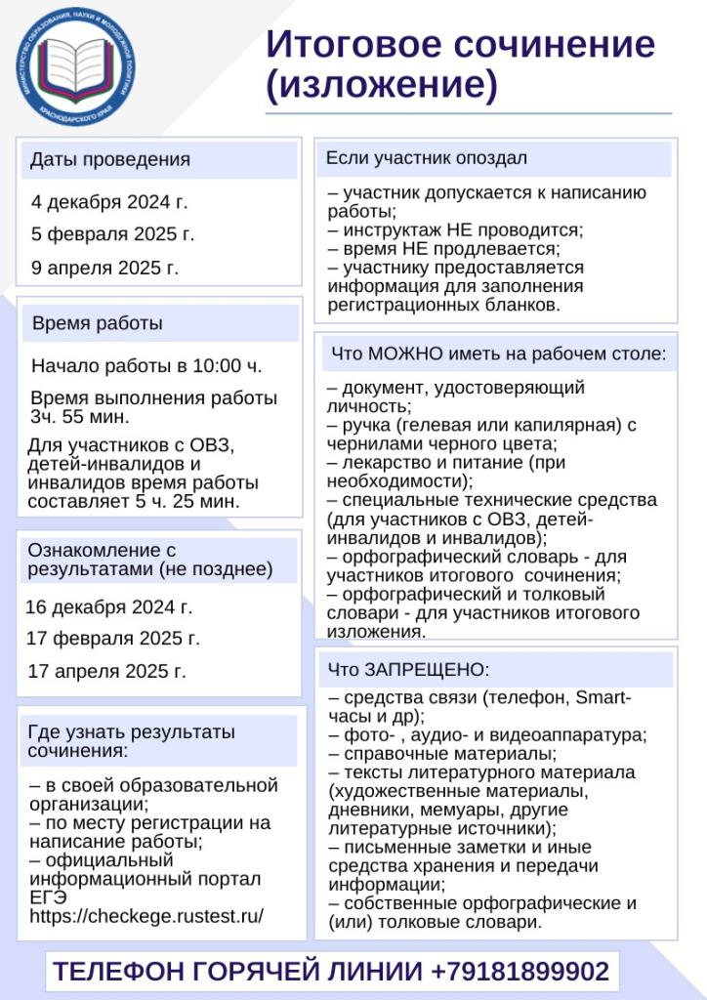 МИНИСТЕРСТВО ОБРАЗОВАНИЯ, НАУКИ И МОЛОДЕЖНОЙ ПОЛИТИКИ
КРАСНОДАРСКОГО КРАЯ
Итоговое сочинение
(изложение)
Даты проведения
4 декабря 2024 г.
5 февраля 2025 г.
9 апреля 2025 г.
Время работы
Начало работы в 10:00 ч.
Время выполнения работы
3ч. 55 мин.
Для участников с ОВЗ,
детей-инвалидов и
инвалидов время работы
составляет 5 ч. 25 мин.
Ознакомление с
результатами (не позднее)
16 декабря 2024 г.
17 февраля 2025 г.
17 апреля 2025 г.
Где узнать результаты
сочинения:
– в своей образовательной
организации;
– по месту регистрации на
написание работы;
– официальный
информационный портал
ЕГЭ
https://checkege.rustest.ru/
Если участник опоздал
– участник допускается к написанию
работы;
– инструктаж НЕ проводится;
– время НЕ продлевается;
– участнику предоставляется
информация для заполнения
регистрационных бланков.
Что МОЖНО иметь на рабочем столе:
– документ, удостоверяющий
личность;
– ручка (гелевая или капилярная) с
чернилами черного цвета;
– лекарство и питание (при
необходимости);
– специальные технические средства
(для участников с ОВЗ, детей-
инвалидов и инвалидов);
– орфографический словарь - для
участников итогового  сочинения;
– орфографический и толковый
словари - для участников итогового
изложения.
Что ЗАПРЕЩЕНО:
– средства связи (телефон, Smart-
часы и др);
– фото- , аудио- и видеоаппаратура;
– справочные материалы;
– тексты литературного материала
(художественные материалы,
дневники, мемуары, другие
литературные источники);
– письменные заметки и иные
средства хранения и передачи
информации;
– собственные орфографические и
(или) толковые словари.
ТЕЛЕФОН ГОРЯЧЕЙ ЛИНИИ +79181899902